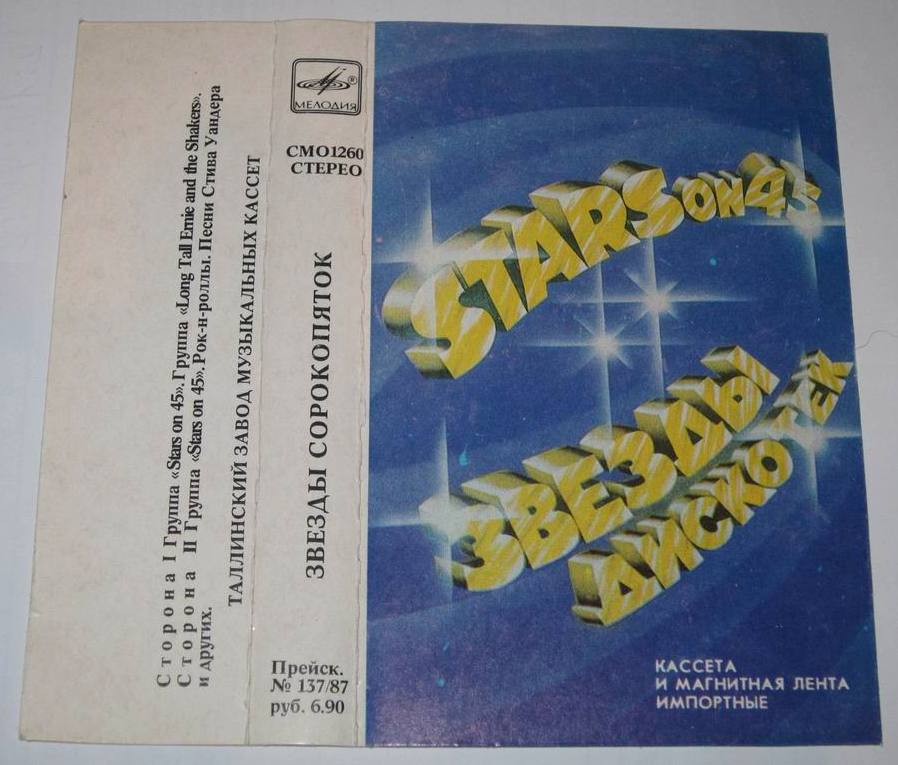 Сторона I Группа «Stars on 45». Группа «Long Tall Ernie and the Shakers».
Сторона II Группа «Stars on 45». Рок-н-роллы. Песни Стива Уандера
и других.
ТАЛЛИНСКИЙ ЗАВОД МУЗЫКАЛЬНЫХ КАССЕТ
МЕЛОДИЯ
СМО1260
СТЕРЕО
ЗВЕЗДЫ СОРОКОПЯТОК
Прейск.
№ 137/87
руб. 6.90
STARS ON 45
ЗВЕЗДЫ
ДИСКОТЕК
КАССЕТА
И МАГНИТНАЯ ЛЕНТА
ИМПОРТНЫЕ